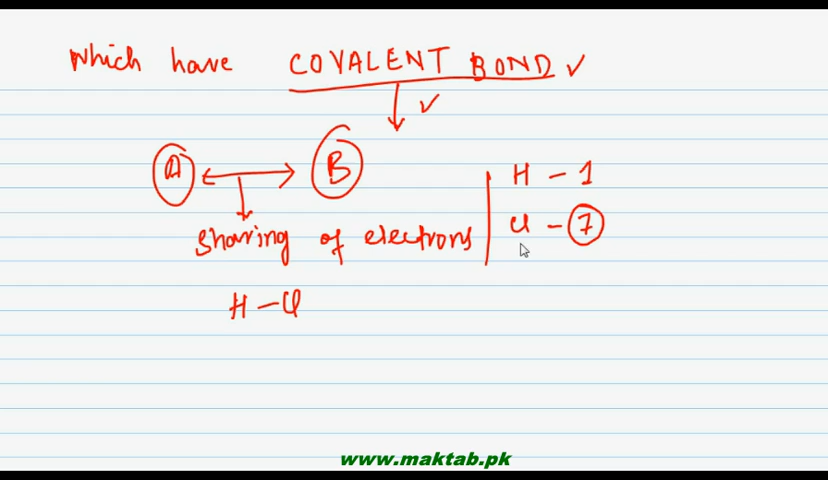 Which have COVALENT BOND ✓
✓
A B
H - 1
Cl - 7
sharing of electrons
H - Cl
www.maktab.pk